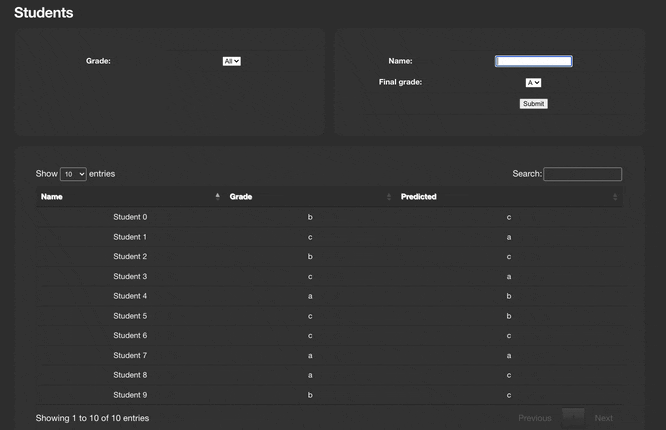 Students
Grade: All
Name:
Final grade: A
Submit
Show 10 entries Search:
Name Grade Predicted
Student 0 b c
Student 1 c a
Student 2 b c
Student 3 c a
Student 4 a b
Student 5 c b
Student 6 c c
Student 7 a a
Student 8 a c
Student 9 b c
Showing 1 to 10 of 10 entries Previous Next